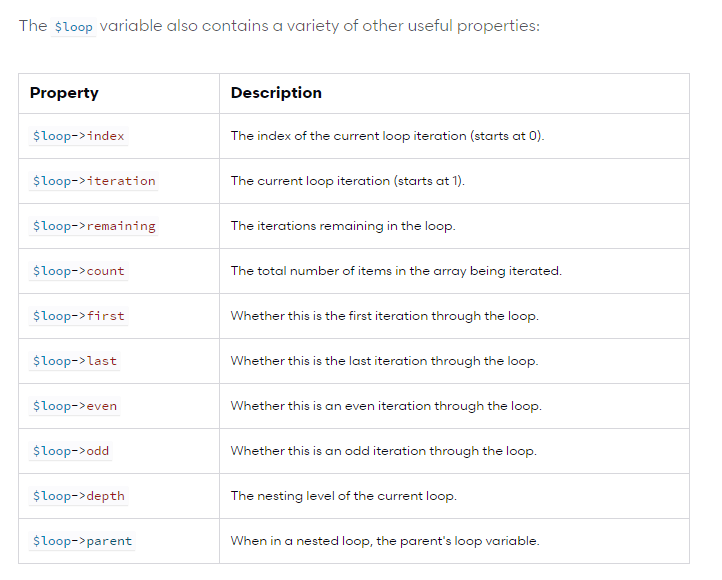 The $loop variable also contains a variety of other useful properties:
Property Description
$loop->index The index of the current loop iteration (starts at 0).
$loop->iteration The current loop iteration (starts at 1).
$loop->remaining The iterations remaining in the loop.
$loop->count The total number of items in the array being iterated.
$loop->first Whether this is the first iteration through the loop.
$loop->last Whether this is the last iteration through the loop.
$loop->even Whether this is an even iteration through the loop.
$loop->odd Whether this is an odd iteration through the loop.
$loop->depth The nesting level of the current loop.
$loop->parent When in a nested loop, the parent's loop variable.